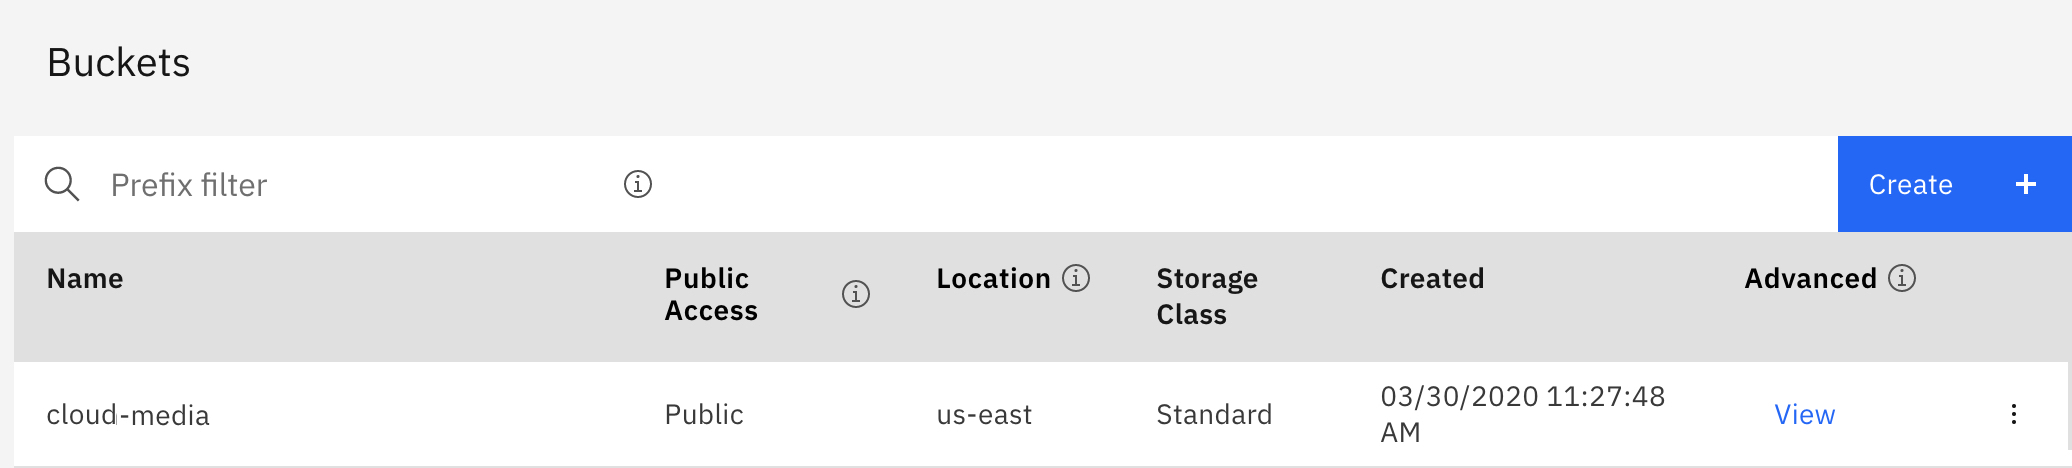 Buckets
Prefix filter
Create +
Name
Public
Access
Location
Storage
Class
Created
Advanced
cloud-media
Public
us-east
Standard
03/30/2020 11:27:48
AM
View